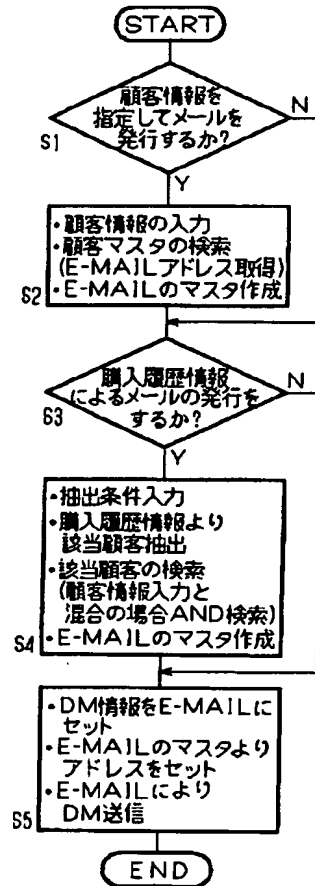 START
顧客情報を
指定してメールを
発行するか?
N
S1
Y
・顧客情報の入力
・顧客マスタの検索
(E-MAILアドレス取得)
・E-MAILのマスタ作成
S2
購入履歴情報
によるメールの発行を
するか?
N
S3
Y
・抽出条件入力
・購入履歴情報より
該当顧客抽出
・該当顧客の検索
(顧客情報入力と
混合の場合AND検索)
・E-MAILのマスタ作成
S4
・DM情報をE-MAILに
セット
・E-MAILのマスタより
アドレスをセット
・E-MAILにより
DM送信
S5
END